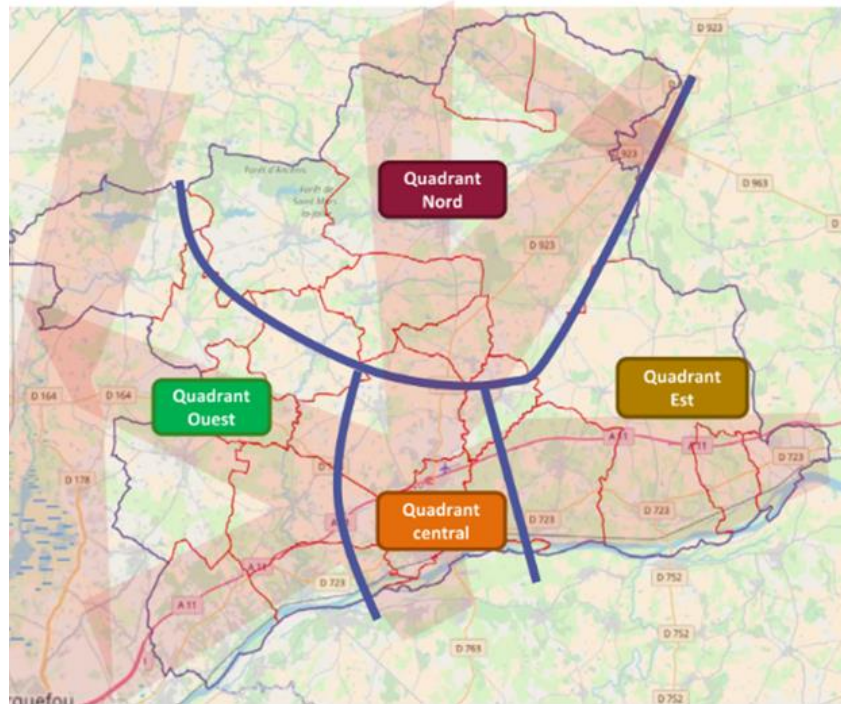 D 923
D
Forêt d'Ancenis
Forêt de
Saint-Mars
la-Jaille
Quadrant
Nord
923
D 963
D
D 923
D 164
D 164
Quadrant
Ouest
Quadrant
Est
A 11
A 11
D 723
D 178
Quadrant
central
D 723
D 723
A 11
D 723
D 752
A 11
D 752
D 763
D 752
rquefou